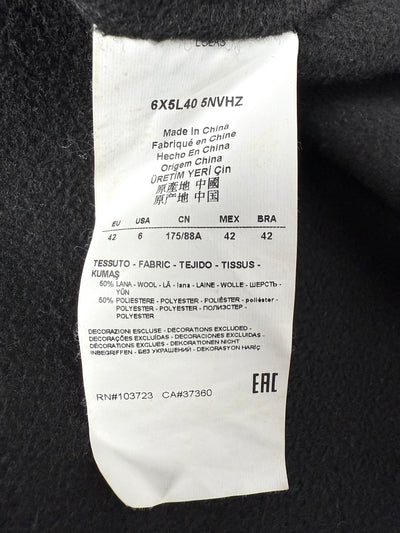 6X5L40 5NVHZ
Made In China
Fabriqué en Chine
Hecho En China
Origem China
ÜRETİM YERİ Çin
原產地 中國
原产地 中国
EU USA CN MEX BRA
42 6 175/88A 42 42
TESSUTO - FABRIC - TEJIDO - TISSUS -
KUMAŞ
50% LANA - WOOL - LÃ - lana - LAINE - WOLLE - ШЕРСТЬ -
YÜN
50% POLIESTERE - POLYESTER - POLIÉSTER - poliéster -
POLYESTER - POLYESTER - ПОЛИЭСТЕР -
POLYESTER
DECORAZIONI ESCLUSE - DECORATIONS EXCLUDED -
DECORAÇÕES EXCLUÍDAS - DECORACIONES EXCLUIDAS -
DÉCORATIONS EXCLUES - DEKORATIONEN NICHT
INBEGRIFFEN - БЕЗ УКРАШЕНИЙ - DEKORASYON HARİÇ
EAC
RN#103723 CA#37360